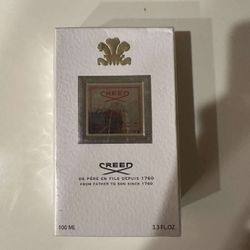 CREED
CREED
DE PÈRE EN FILS DEPUIS 1760
FROM FATHER TO SON SINCE 1760
100 ML 3.3 FL.OZ.